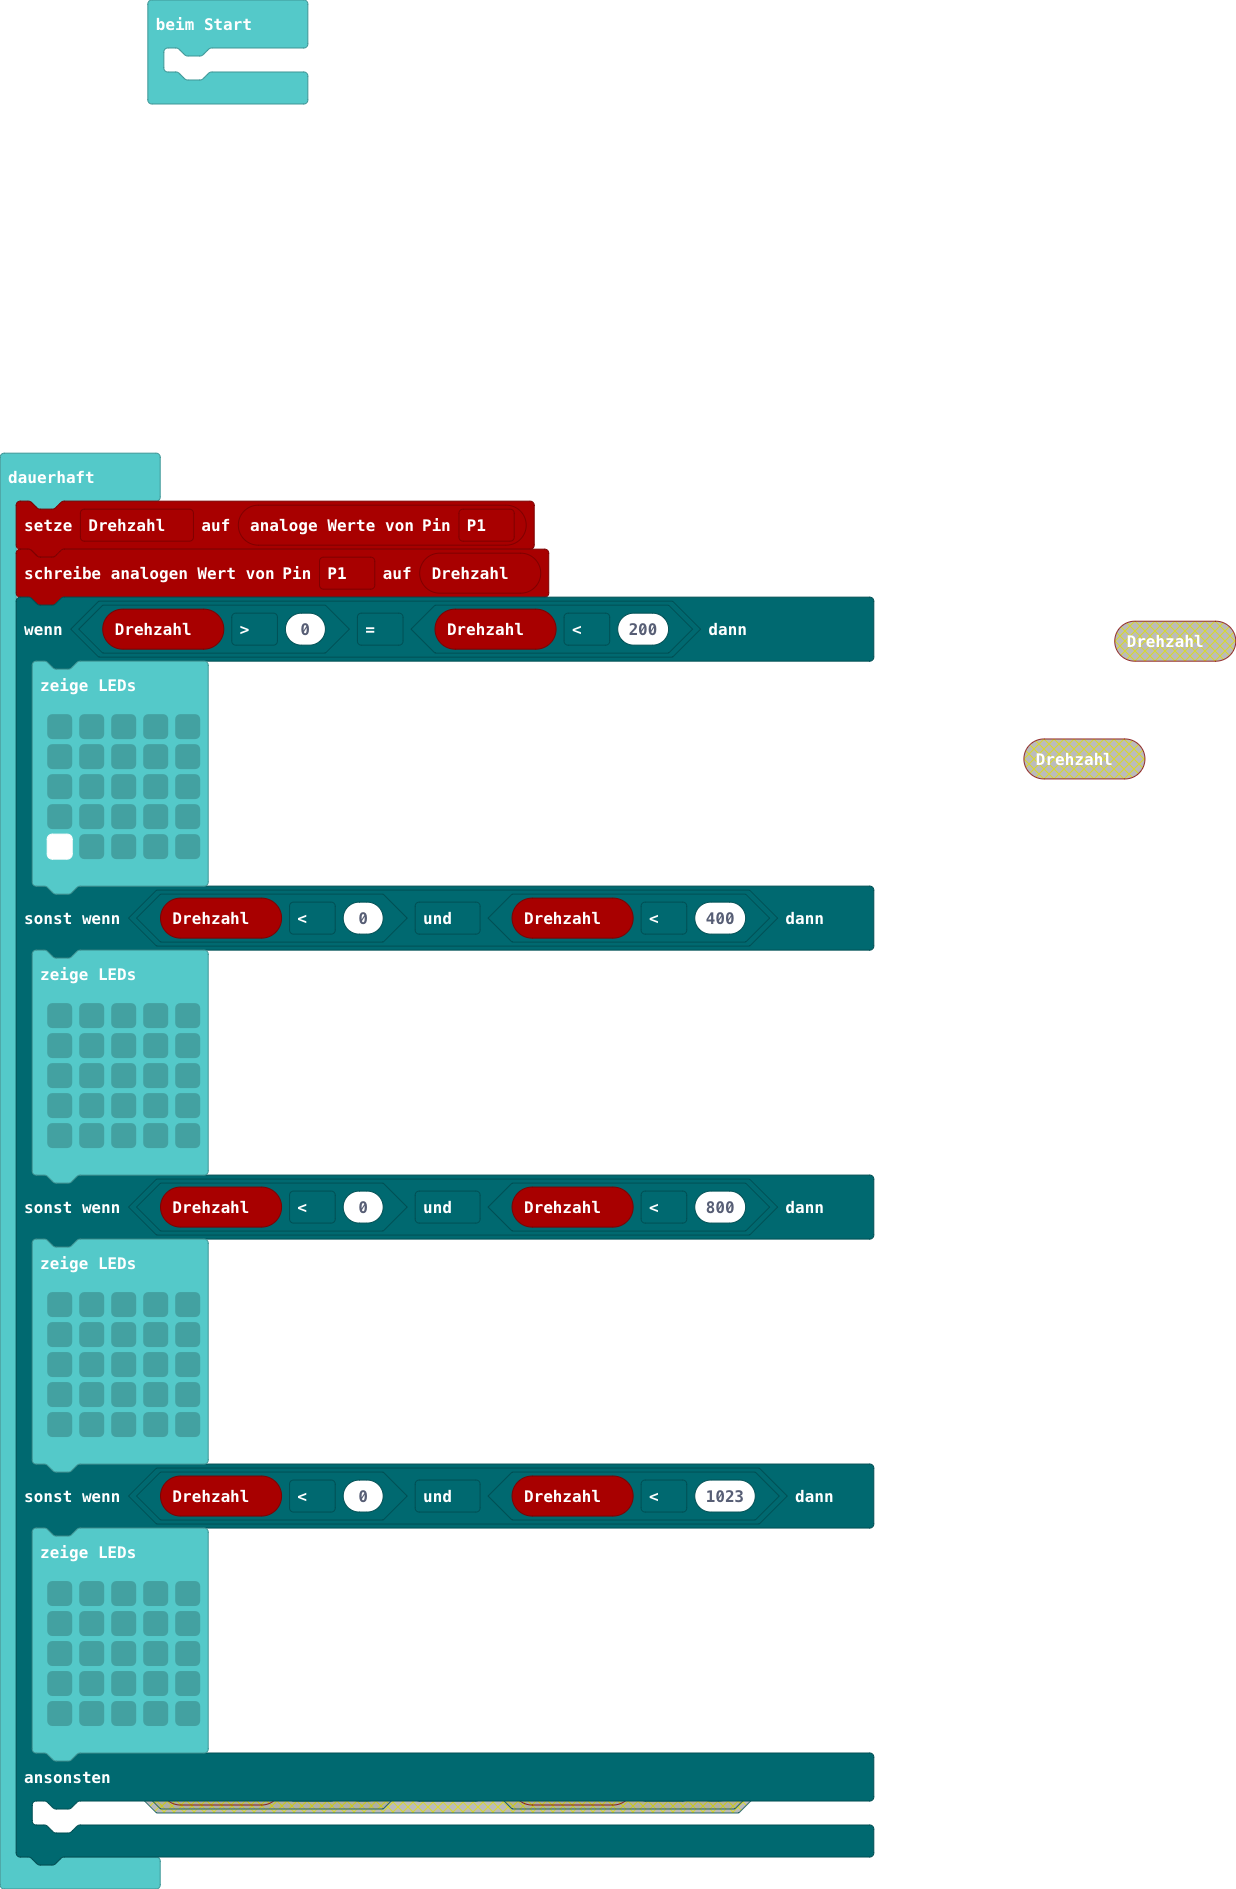 beim Start
dauerhaft
setze Drehzahl auf analoge Werte von Pin P1
schreibe analogen Wert von Pin P1 auf Drehzahl
wenn Drehzahl > 0 = Drehzahl < 200 dann
Drehzahl
zeige LEDs
Drehzahl
sonst wenn Drehzahl < 0 und Drehzahl < 400 dann
zeige LEDs
sonst wenn Drehzahl < 0 und Drehzahl < 800 dann
zeige LEDs
sonst wenn Drehzahl < 0 und Drehzahl < 1023 dann
zeige LEDs
ansonsten